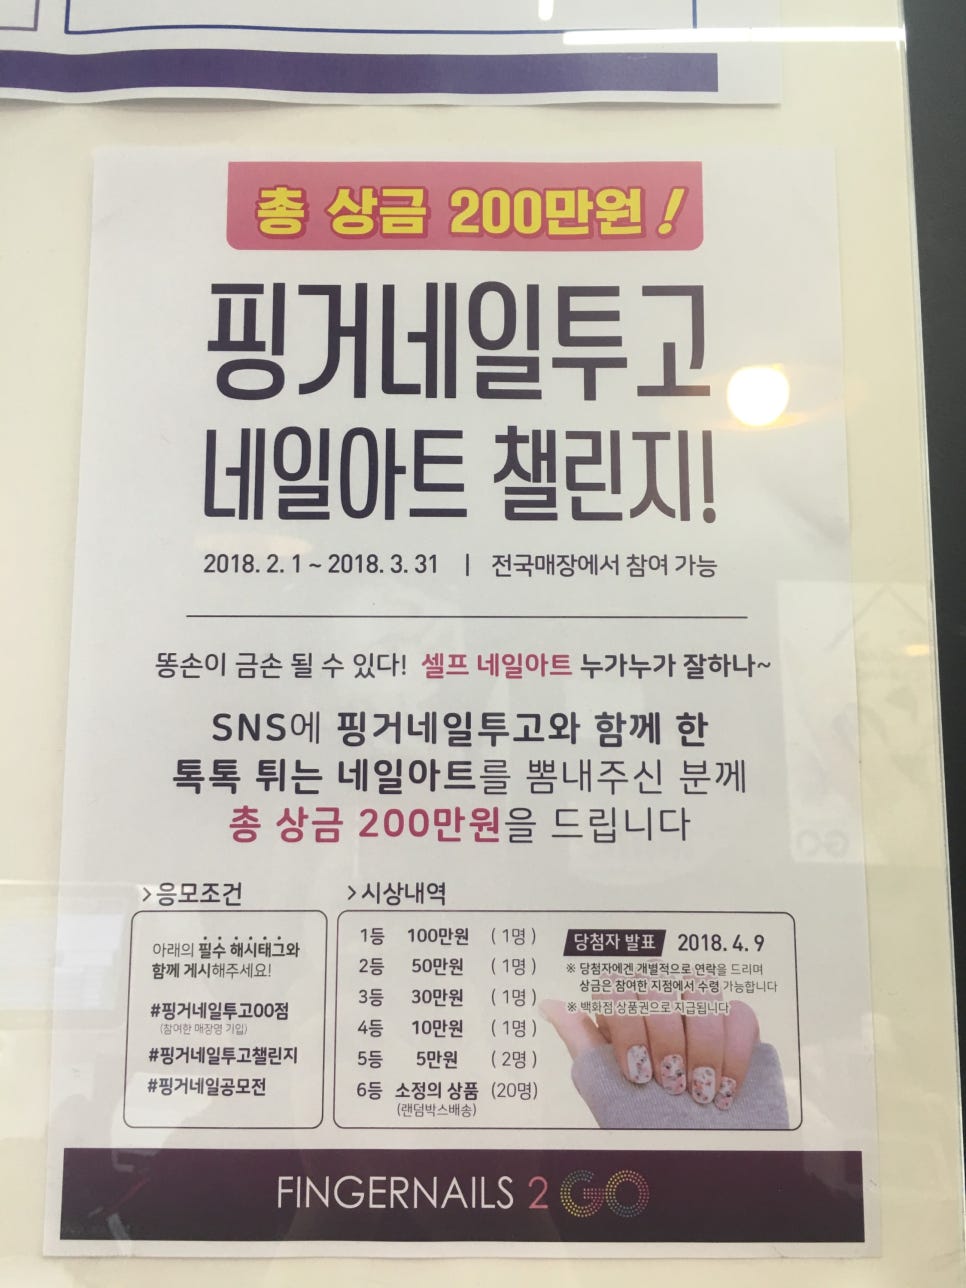 총 상금 200만원!
핑거네일투고
네일아트 챌린지!
2018. 2. 1 ~ 2018. 3. 31 | 전국매장에서 참여 가능
똥손이 금손 될 수 있다! 셀프 네일아트 누가누가 잘하나~
SNS에 핑거네일투고와 함께 한
톡톡 튀는 네일아트를 뽐내주신 분께
총 상금 200만원을 드립니다
>응모조건
아래의 필수 해시태그와
함께 게시해주세요!
#핑거네일투고00점
(참여한 매장명 기입)
#핑거네일투고챌린지
#핑거네일공모전
>시상내역
1등 100만원 (1명)
2등 50만원 (1명)
3등 30만원 (1명)
4등 10만원 (1명)
5등 5만원 (2명)
6등 소정의 상품 (20명)
(랜덤박스배송)
당첨자 발표 2018. 4. 9
※ 당첨자에겐 개별적으로 연락을 드리며
상금은 참여한 지점에서 수령 가능합니다
※ 백화점 상품권으로 지급됩니다
FINGERNAILS 2 GO